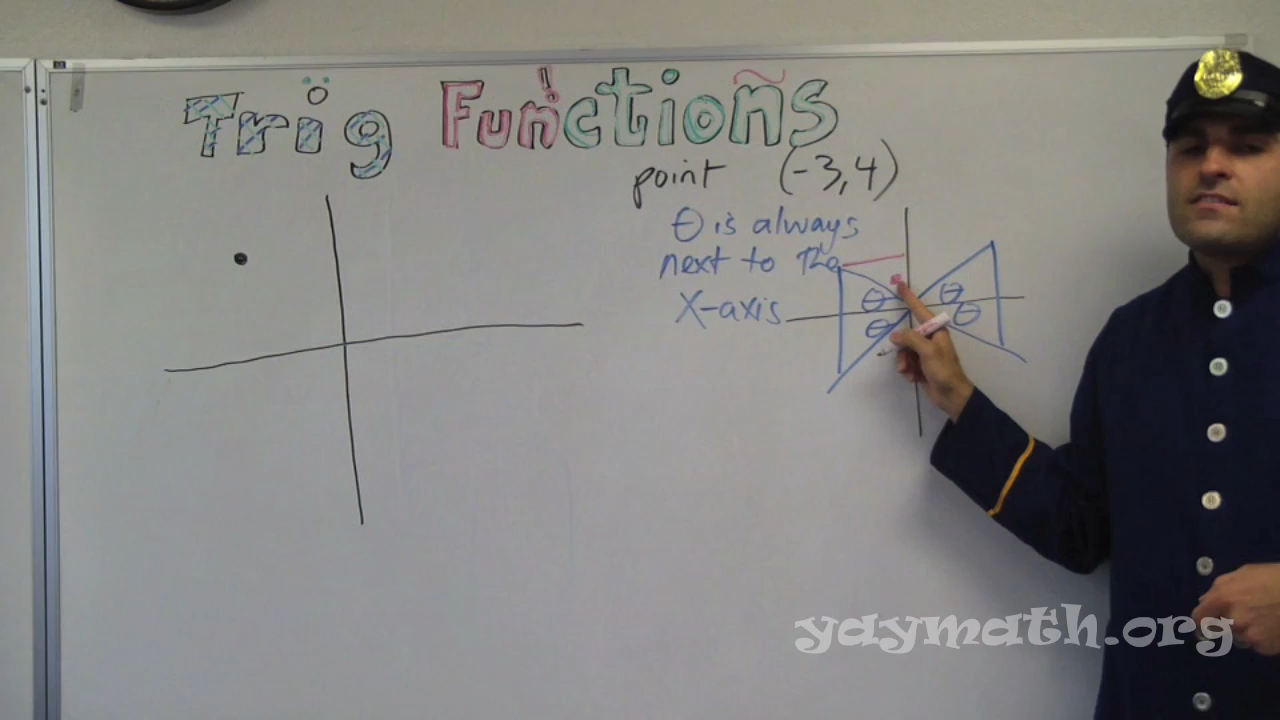 Trig Functions
point (-3,4)
θ is always
next to the
X-axis
θ θ
θ θ
yaymath.org